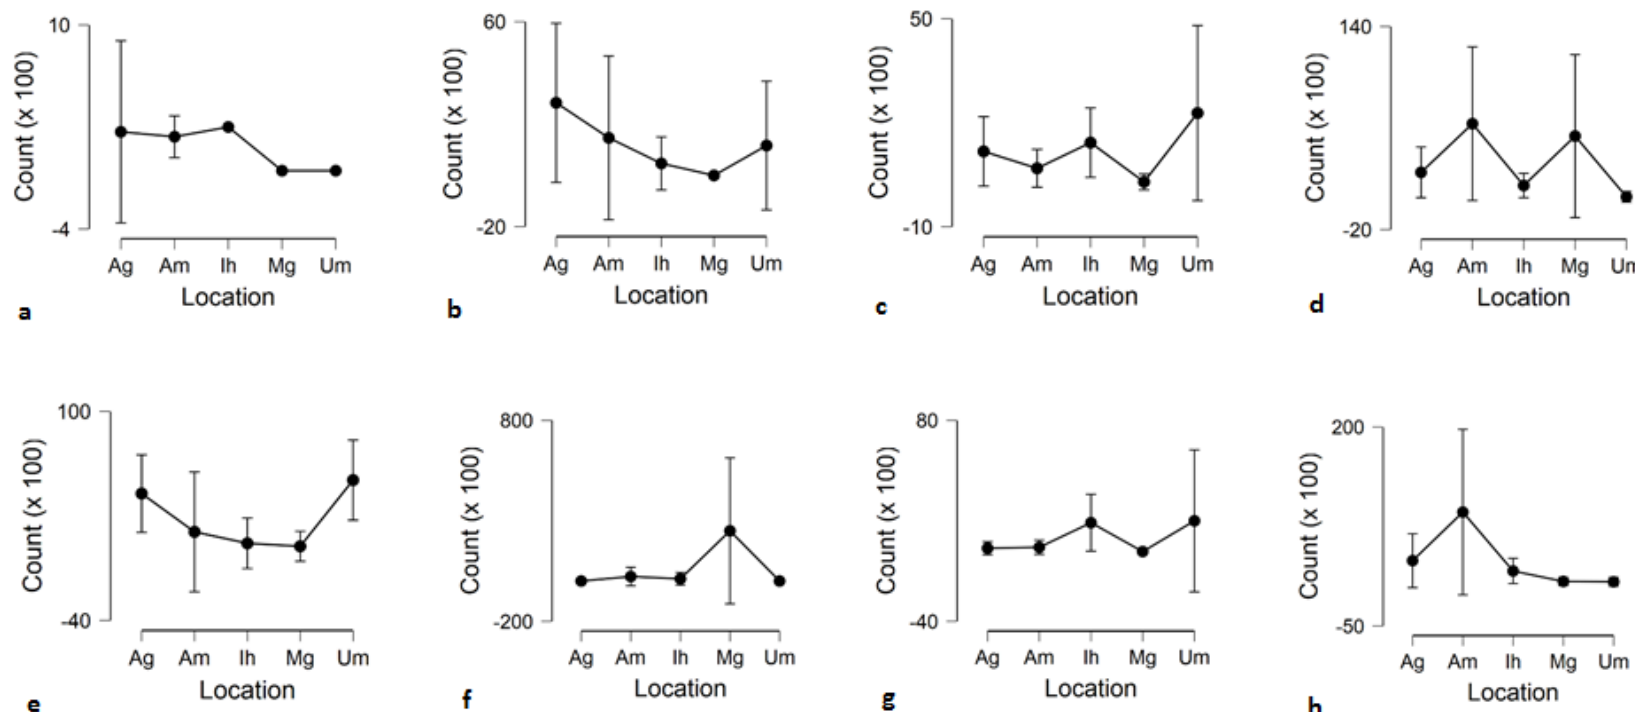 10
Count (x 100)
-4
Ag Am Ih Mg Um
Location
a
60
Count (x 100)
-20
Ag Am Ih Mg Um
Location
b
50
Count (x 100)
-10
Ag Am Ih Mg Um
Location
c
140
Count (x 100)
-20
Ag Am Ih Mg Um
Location
d
100
Count (x 100)
-40
Ag Am Ih Mg Um
Location
e
800
Count (x 100)
-200
Ag Am Ih Mg Um
Location
f
80
Count (x 100)
-40
Ag Am Ih Mg Um
Location
g
200
Count (x 100)
-50
Ag Am Ih Mg Um
Location
h